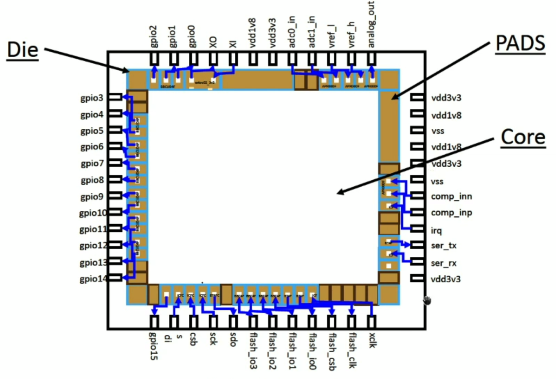 gpio2
gpio1
gpio0
XO
XI
vdd1v8
vdd3v3
adc0_in
adc1_in
vref_l
vref_h
analog_out
Die
PADS
Core
gpio3
gpio4
gpio5
gpio6
gpio7
gpio8
gpio9
gpio10
gpio11
gpio12
gpio13
gpio14
vdd3v3
vdd1v8
vss
vdd1v8
vdd3v3
vss
comp_inn
comp_inp
irq
ser_tx
ser_rx
vdd3v3
gpio15
di
s
csb
sck
sdo
flash_io3
flash_io2
flash_io1
flash_io0
flash_csb
flash_clk
xclk